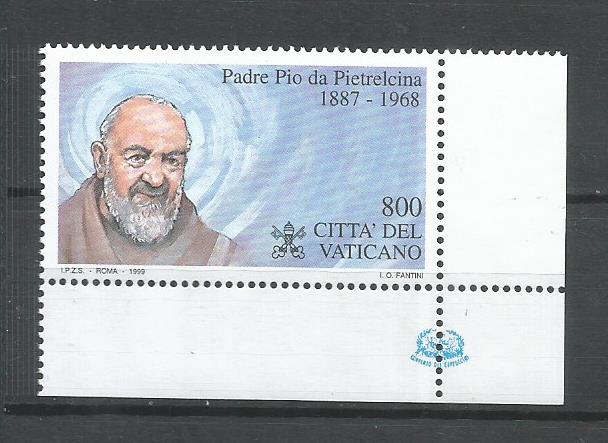 Padre Pio da Pietrelcina
1887 - 1968
800
CITTA' DEL
VATICANO
I.P.Z.S. - ROMA - 1999
I. O. FANTINI